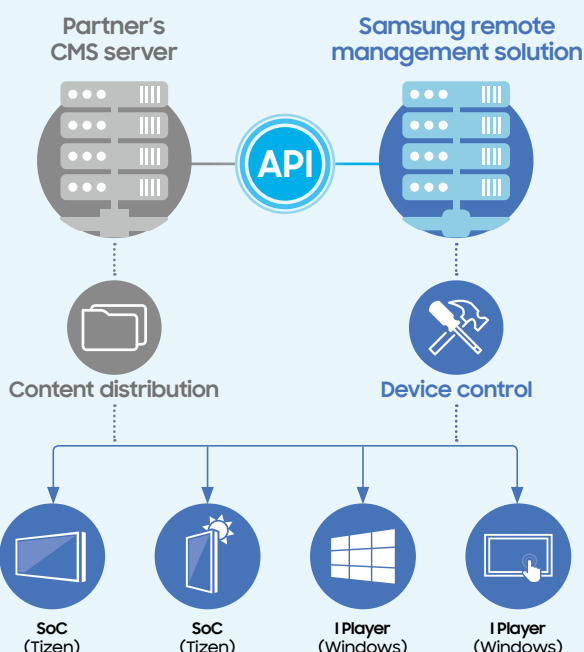 Partner's
CMS server
Samsung remote
management solution
API
Content distribution
Device control
SoC
(Tizen)
SoC
(Tizen)
I Player
(Windows)
I Player
(Windows)